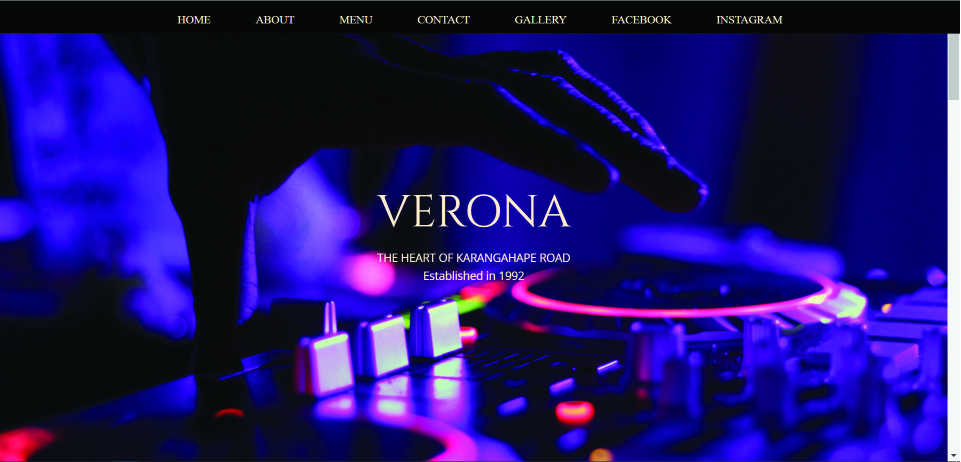 HOME ABOUT MENU CONTACT GALLERY FACEBOOK INSTAGRAM
VERONA
THE HEART OF KARANGAHAPE ROAD
Established in 1992